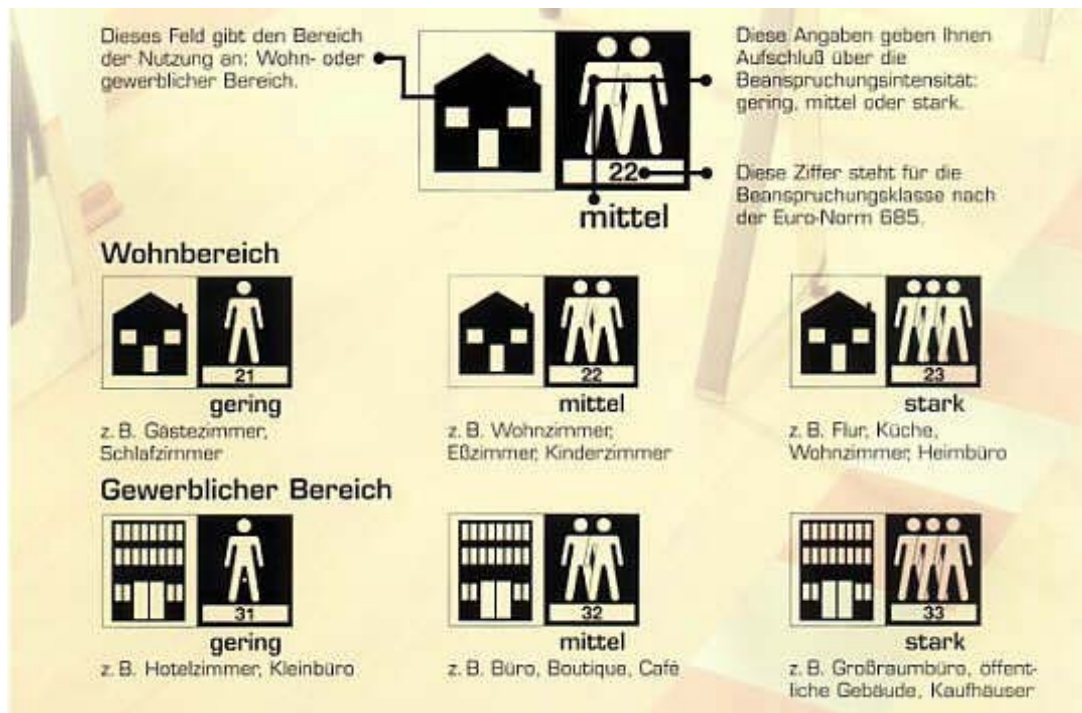 Dieses Feld gibt den Bereich
der Nutzung an: Wohn- oder
gewerblicher Bereich.
Diese Angaben geben Ihnen
Aufschluß über die
Beanspruchungsintensität:
gering, mittel oder stark.
22
mittel
Diese Ziffer steht für die
Beanspruchungsklasse nach
der Euro-Norm 685.
Wohnbereich
21
gering
z. B. Gästezimmer,
Schlafzimmer
22
mittel
z. B. Wohnzimmer,
Eßzimmer, Kinderzimmer
23
stark
z. B. Flur, Küche,
Wohnzimmer, Heimbüro
Gewerblicher Bereich
31
gering
z. B. Hotelzimmer, Kleinbüro
32
mittel
z. B. Büro, Boutique, Café
33
stark
z. B. Großraumbüro, öffent-
liche Gebäude, Kaufhäuser